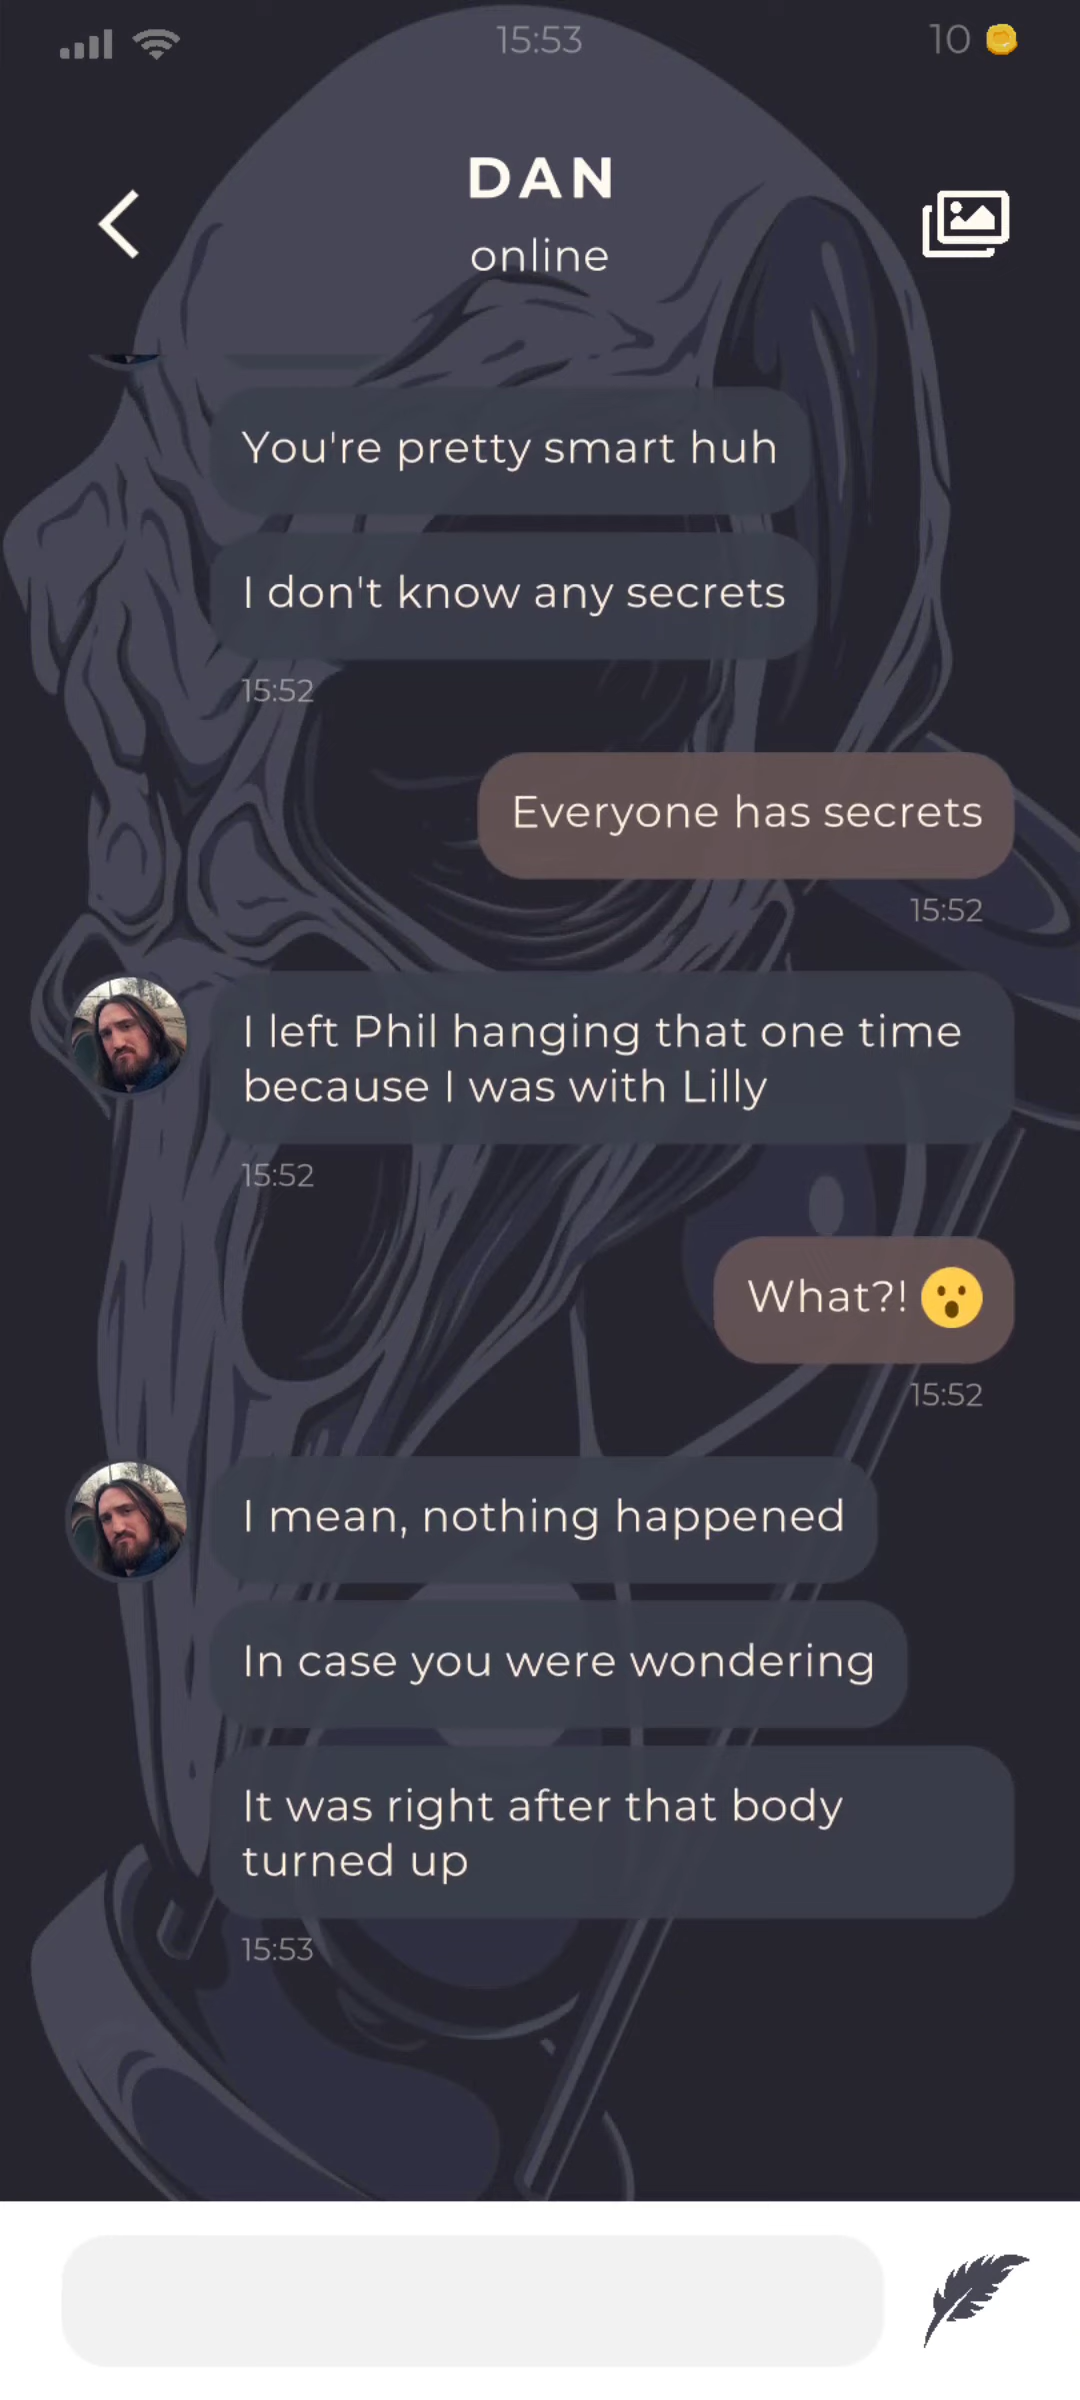 15:53
10
DAN
online
You're pretty smart huh
I don't know any secrets
15:52
Everyone has secrets
15:52
I left Phil hanging that one time
because I was with Lilly
15:52
What?! 😮
15:52
I mean, nothing happened
In case you were wondering
It was right after that body
turned up
15:53